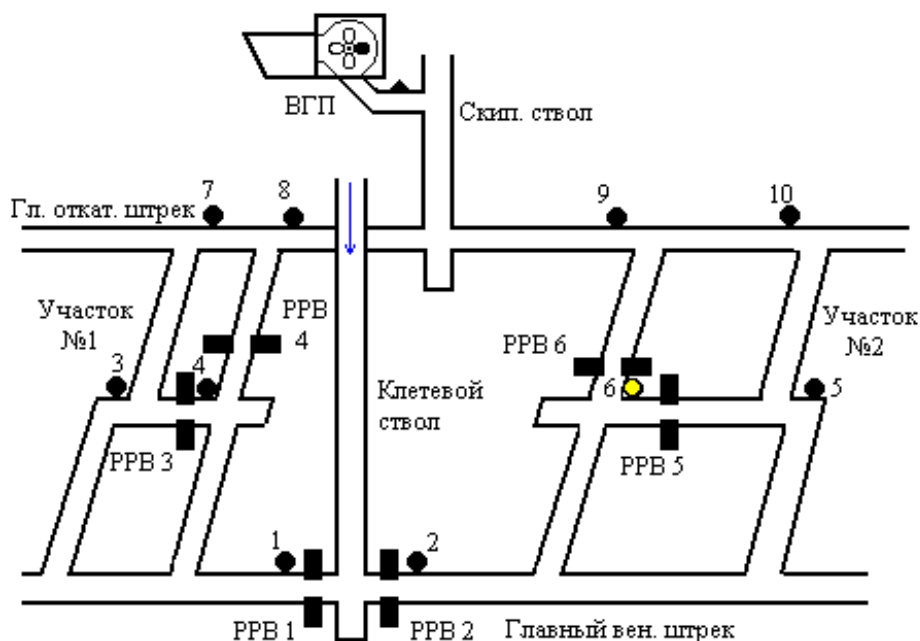 ВГП
Скип. ствол
7
8
9
10
Гл. откат. штрек
Участок
№1
РРВ
4
РРВ 6
Участок
№2
3
4
6
5
Клетевой
ствол
РРВ 3
РРВ 5
1
2
РРВ 1
РРВ 2
Главный вен. штрек